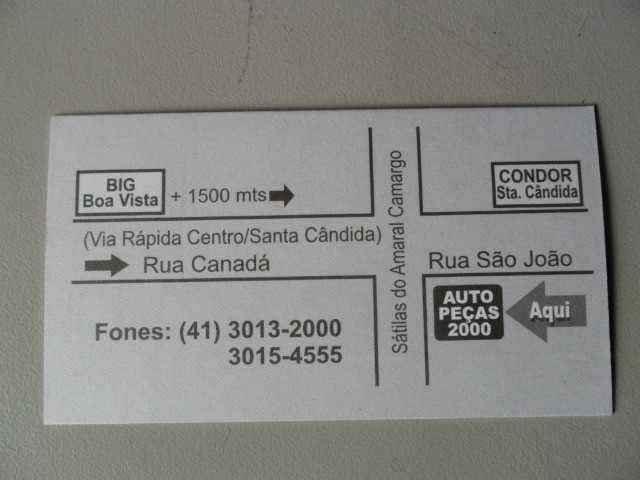 BIG
Boa Vista
+ 1500 mts
Sátilas do Amaral Camargo
CONDOR
Sta. Cândida
(Via Rápida Centro/Santa Cândida)
Rua Canadá
Rua São João
Fones: (41) 3013-2000
3015-4555
AUTO
PEÇAS
2000
Aqui